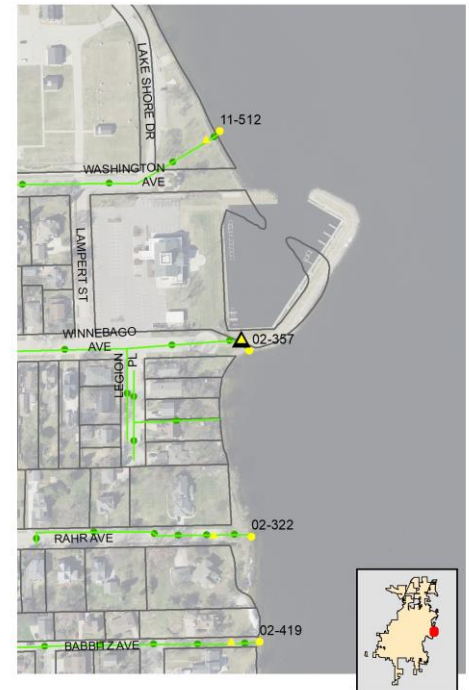 LAKE SHORE DR
11-512
WASHINGTON
AVE
LAMPERT ST
WINNEBAGO
AVE
02-357
LEGION
PL
02-322
RAHR AVE
02-419
BABBITZ AVE